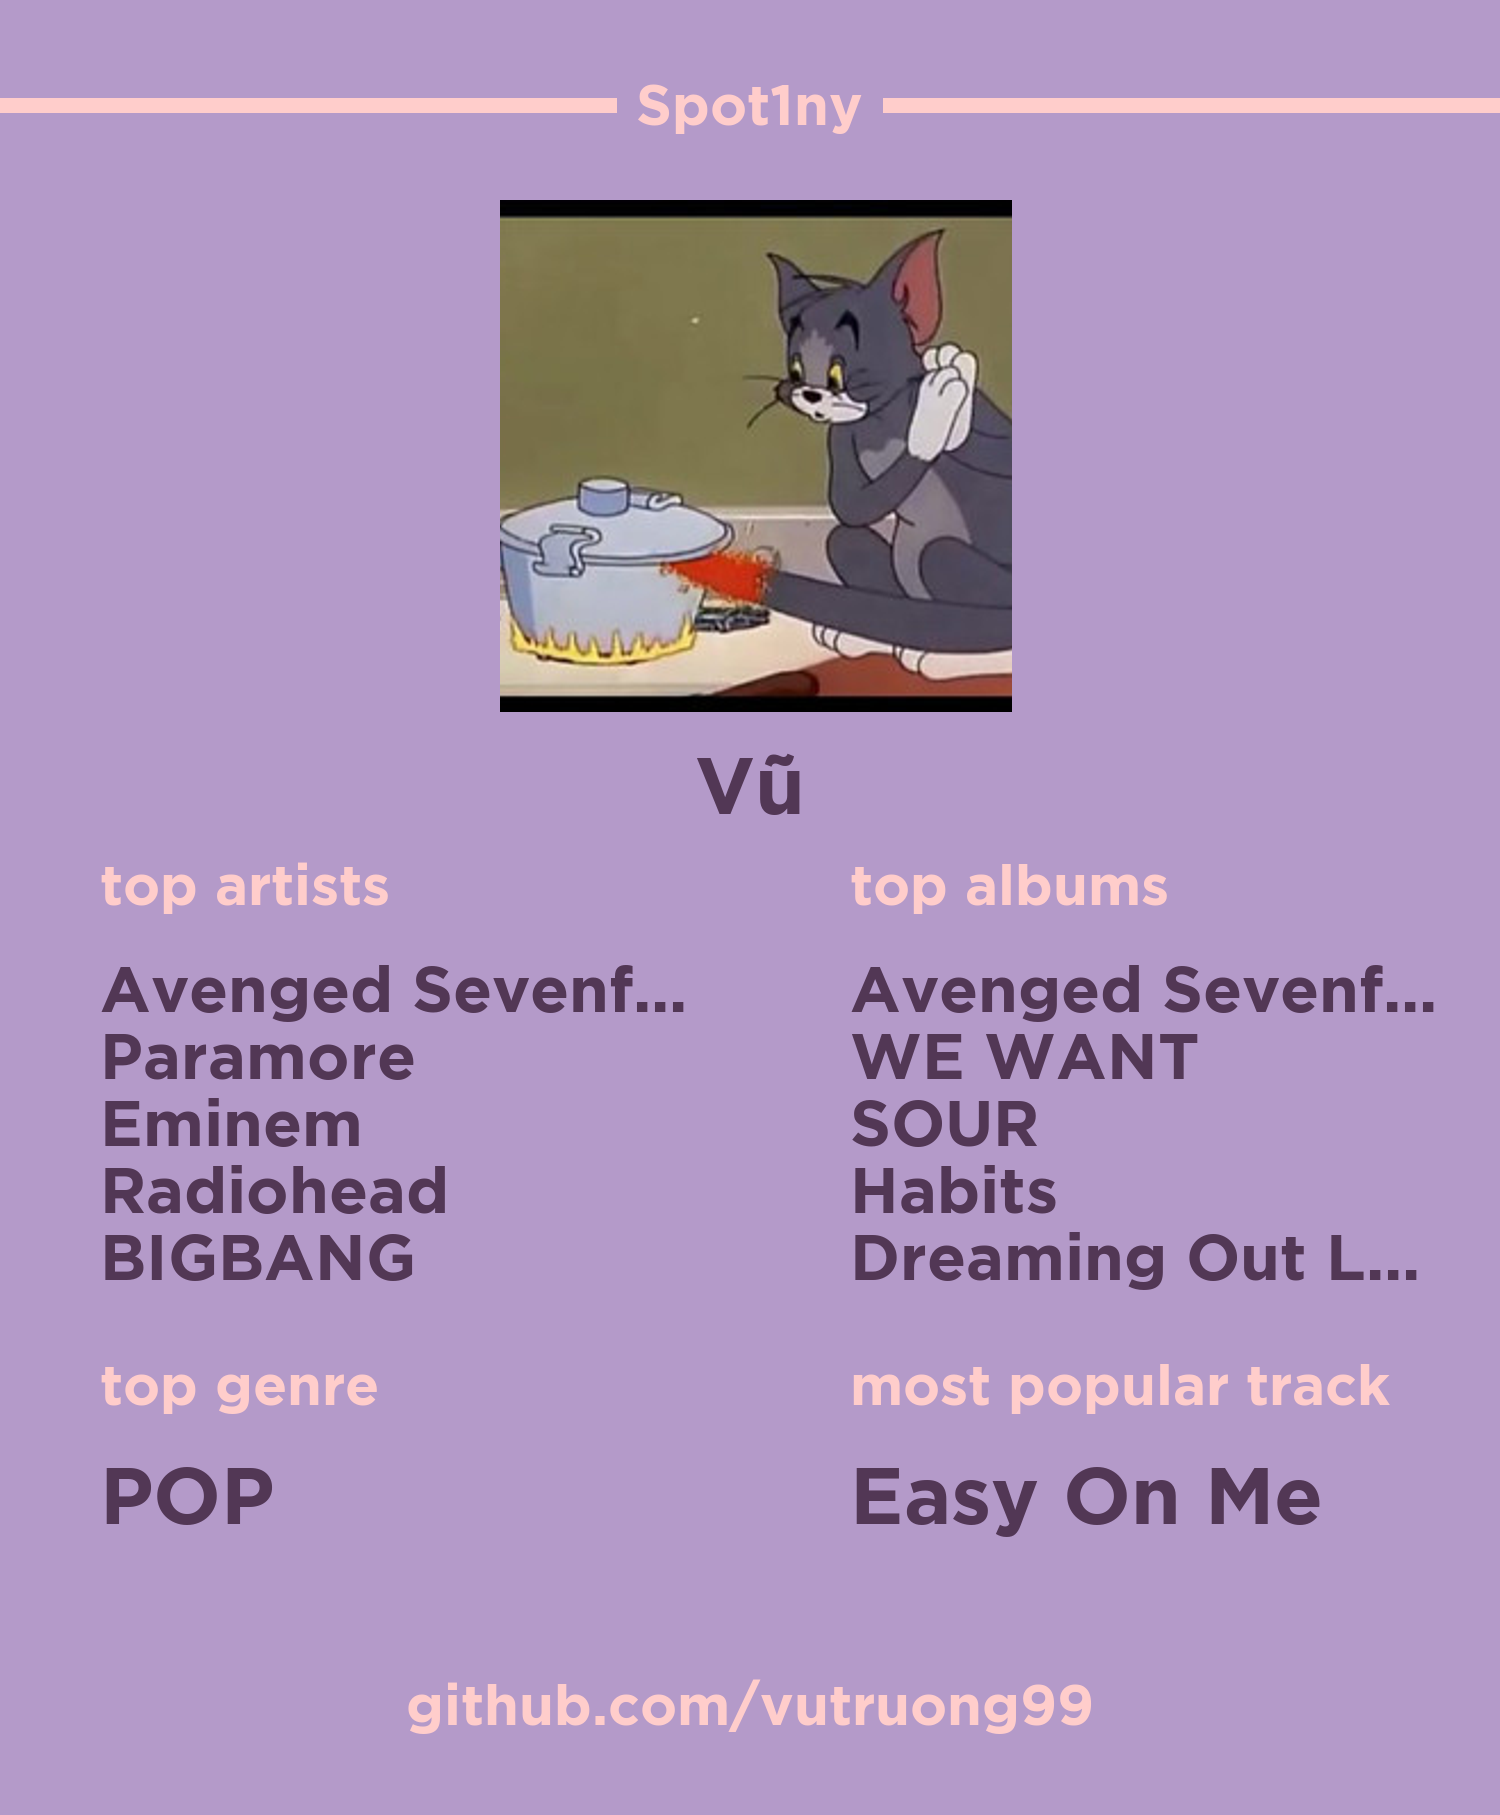 Spot1ny
Vũ
top artists
Avenged Sevenf...
Paramore
Eminem
Radiohead
BIGBANG
top albums
Avenged Sevenf...
WE WANT
SOUR
Habits
Dreaming Out L...
top genre
POP
most popular track
Easy On Me
github.com/vutruong99